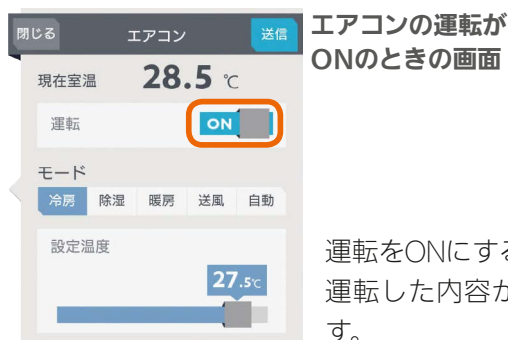 閉じる エアコン 送信
現在室温 28.5 ℃
運転 ON
モード
冷房 除湿 暖房 送風 自動
設定温度
27.5℃
エアコンの運転が
ONのときの画面
運転をONにする
運転した内容が
す。